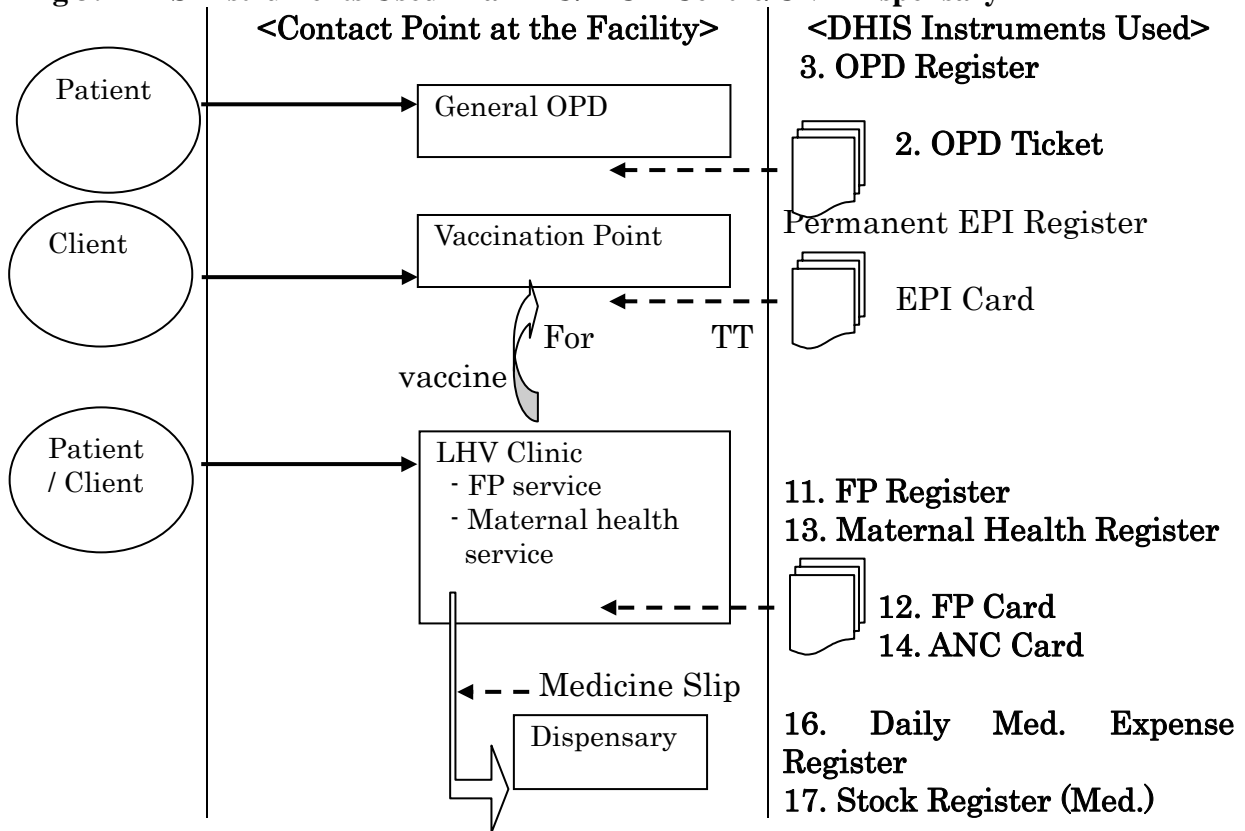 <Contact Point at the Facility>
<DHIS Instruments Used>
3. OPD Register
Patient
General OPD
2. OPD Ticket
Permanent EPI Register
Client
Vaccination Point
EPI Card
For TT
vaccine
Patient
/ Client
LHV Clinic
- FP service
- Maternal health
service
11. FP Register
13. Maternal Health Register
12. FP Card
14. ANC Card
Medicine Slip
Dispensary
16. Daily Med. Expense
Register
17. Stock Register (Med.)